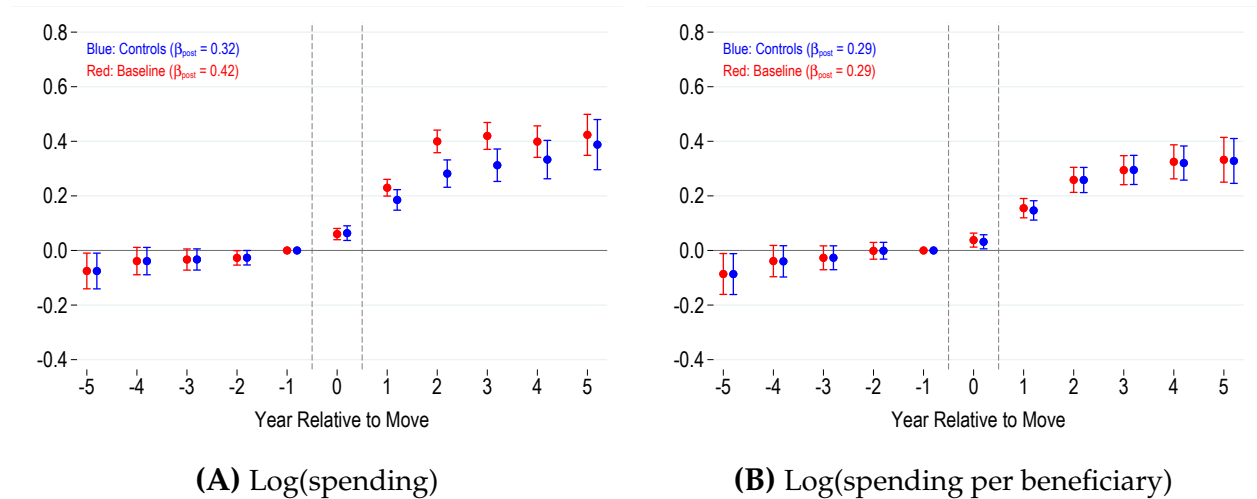 0.8
0.6
0.4
0.2
0.0
-0.2
-0.4
Blue: Controls (βpost = 0.32)
Red: Baseline (βpost = 0.42)
-5 -4 -3 -2 -1 0 1 2 3 4 5
Year Relative to Move
(A) Log(spending)
0.8
0.6
0.4
0.2
0.0
-0.2
-0.4
Blue: Controls (βpost = 0.29)
Red: Baseline (βpost = 0.29)
-5 -4 -3 -2 -1 0 1 2 3 4 5
Year Relative to Move
(B) Log(spending per beneficiary)